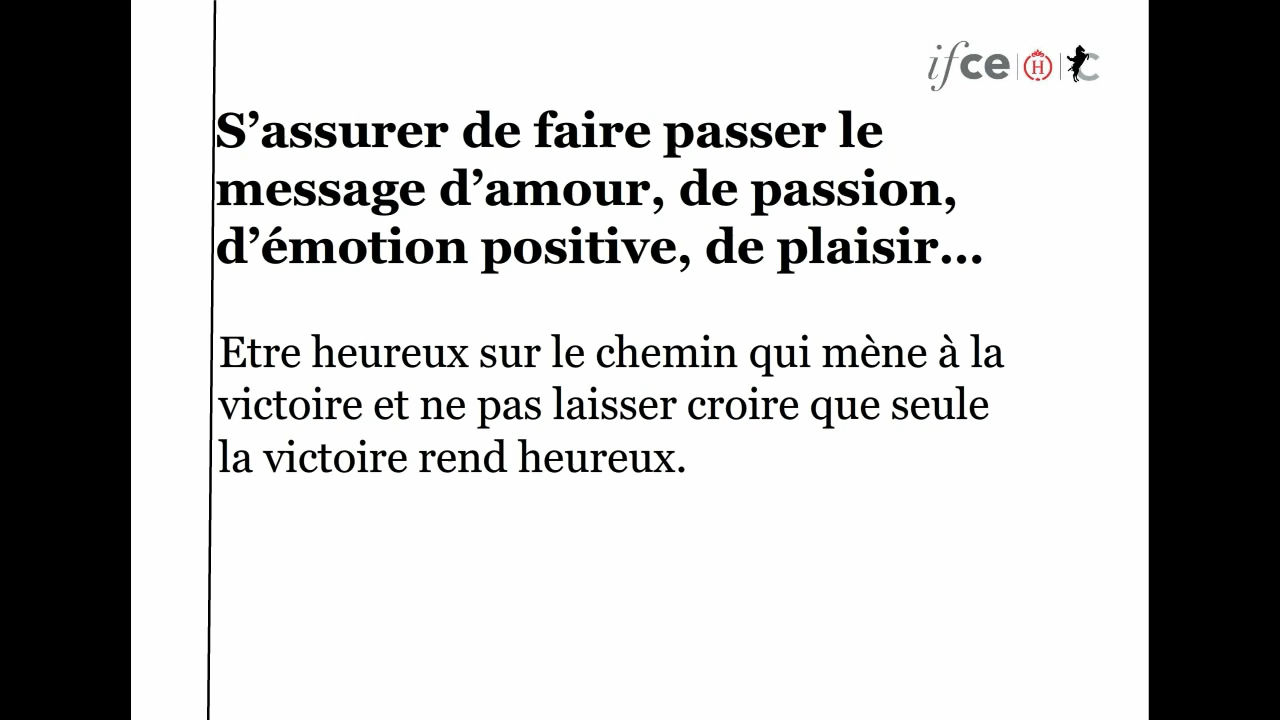 ifce H C
S’assurer de faire passer le
message d’amour, de passion,
d’émotion positive, de plaisir...
Etre heureux sur le chemin qui mène à la
victoire et ne pas laisser croire que seule
la victoire rend heureux.